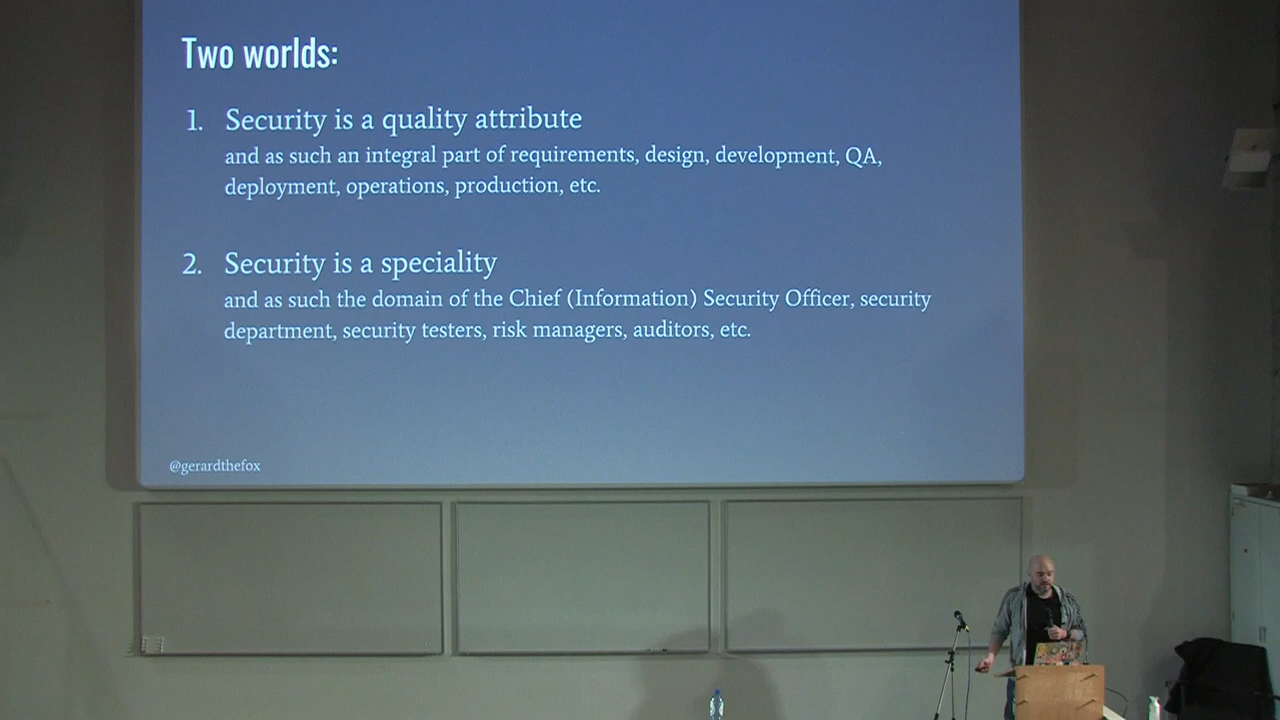 Two worlds:
1. Security is a quality attribute
and as such an integral part of requirements, design, development, QA,
deployment, operations, production, etc.
2. Security is a speciality
and as such the domain of the Chief (Information) Security Officer, security
department, security testers, risk managers, auditors, etc.
@gerardthefox